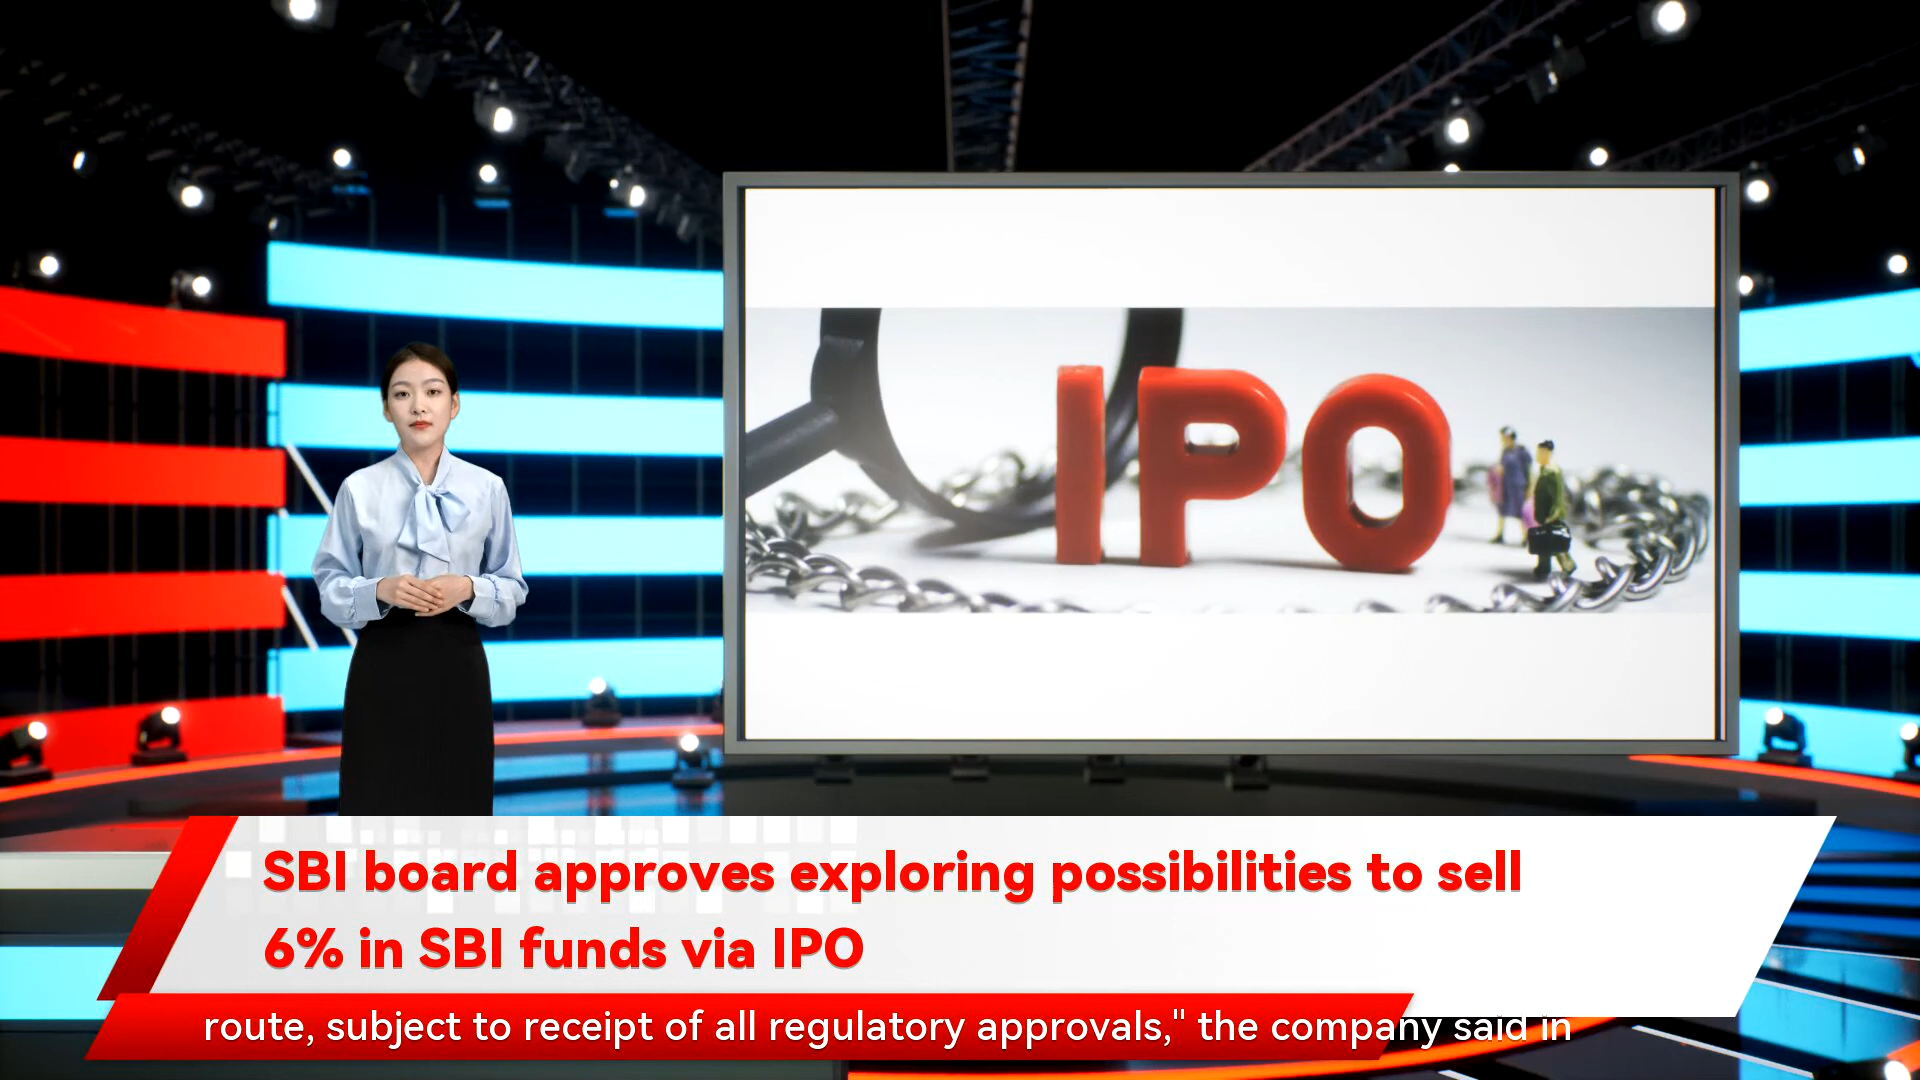 IPO
SBI board approves exploring possibilities to sell
6% in SBI funds via IPO
route, subject to receipt of all regulatory approvals," the company said in